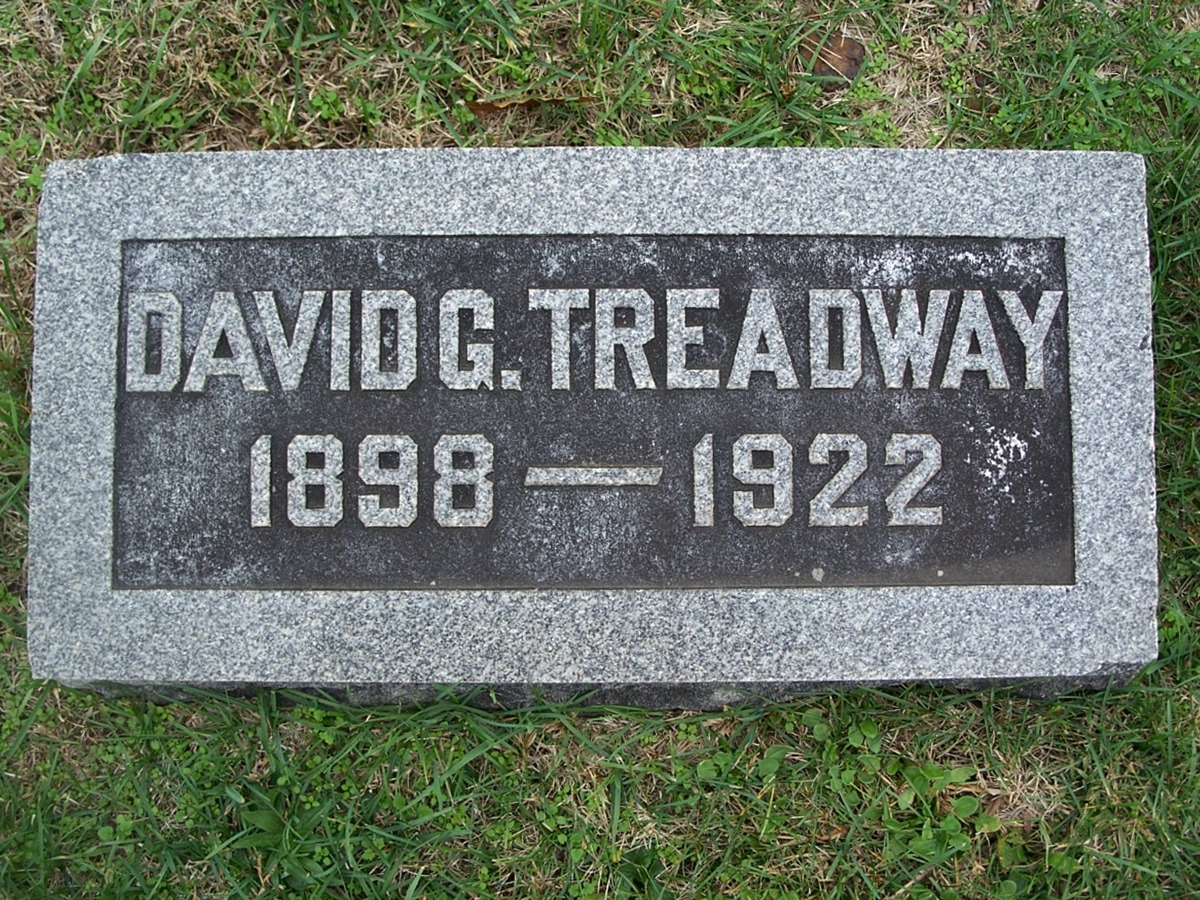 DAVID G. TREADWAY
1898 — 1922